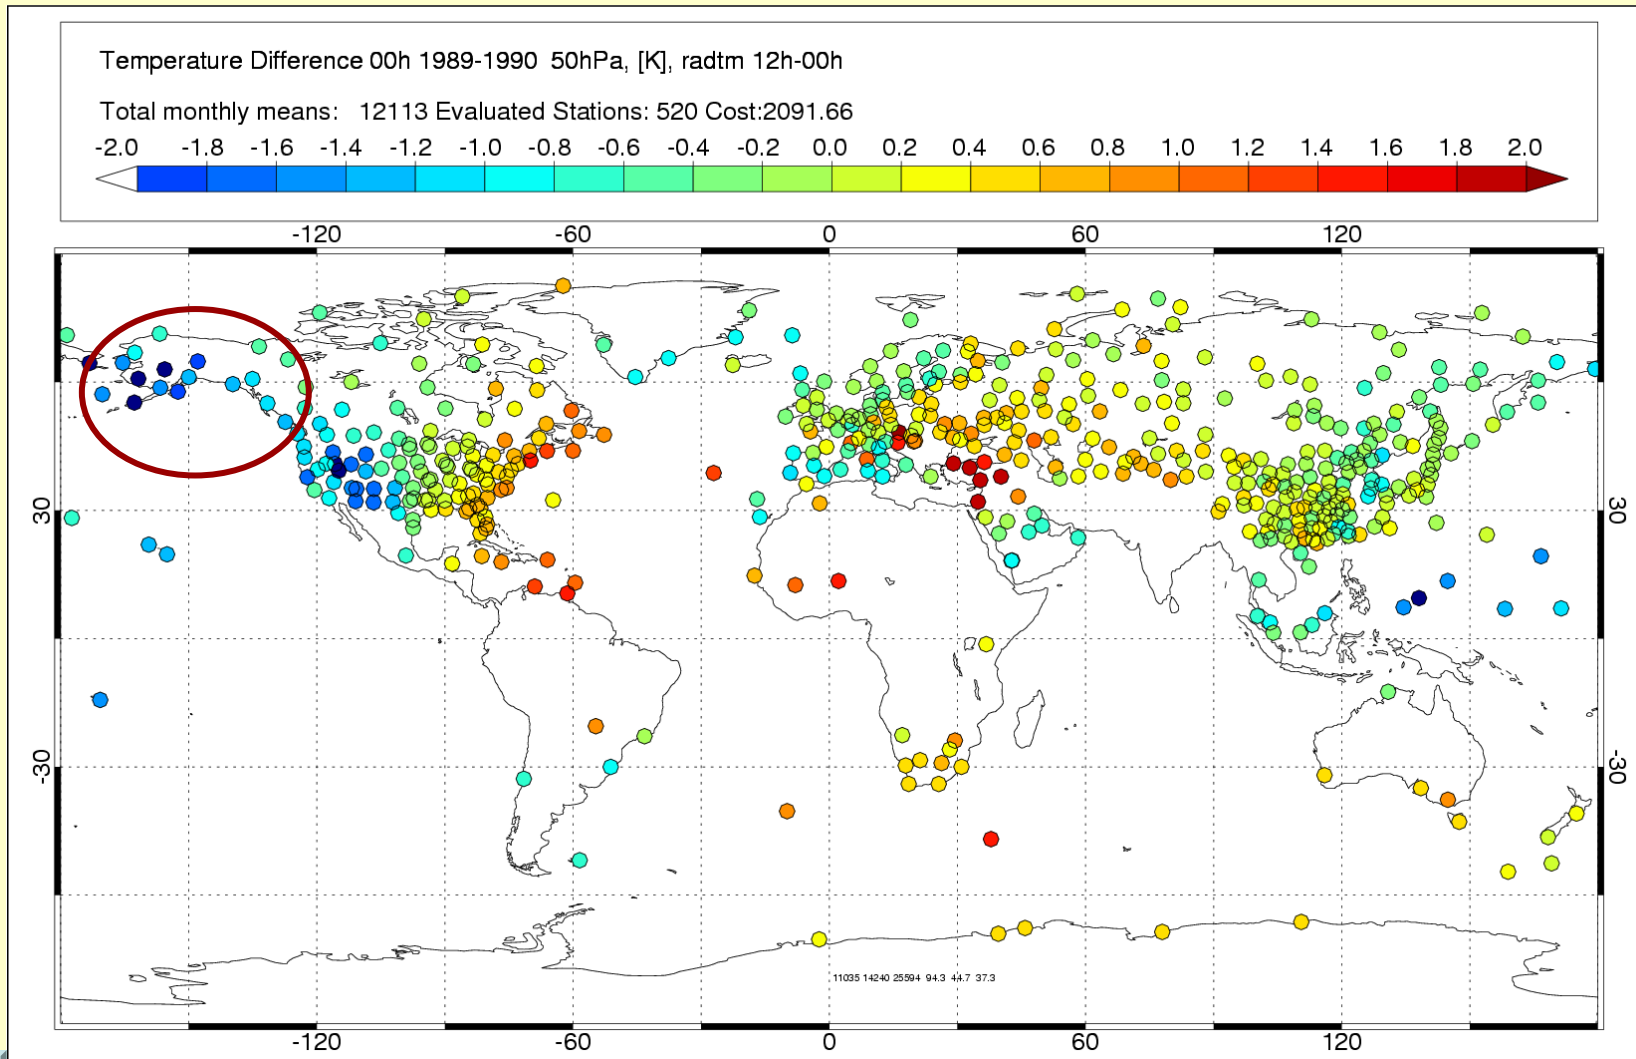 Temperature Difference 00h 1989-1990 50hPa, [K], radtm 12h-00h
Total monthly means: 12113 Evaluated Stations: 520 Cost:2091.66
-2.0 -1.8 -1.6 -1.4 -1.2 -1.0 -0.8 -0.6 -0.4 -0.2 0.0 0.2 0.4 0.6 0.8 1.0 1.2 1.4 1.6 1.8 2.0
-120 -60 0 60 120
30 30
-30 -30
11035 14240 25594 94.3 44.7 37.3
-120 -60 0 60 120